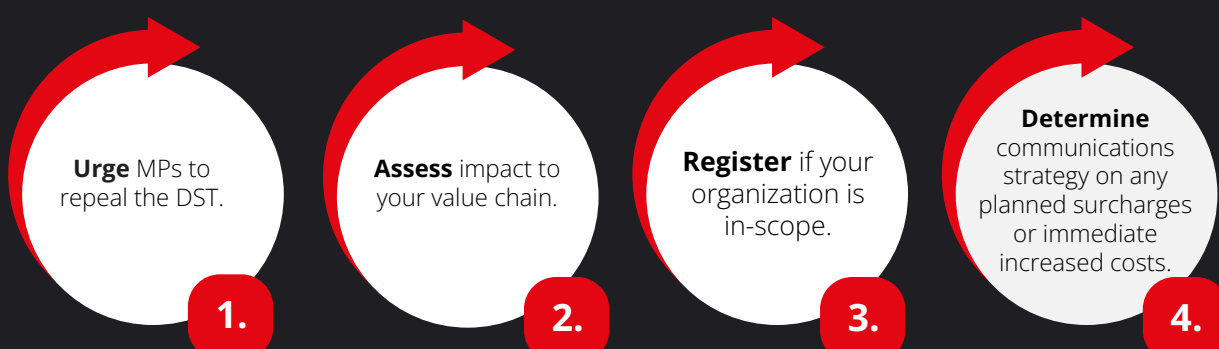 Urge MPs to
repeal the DST.
1.
Assess impact to
your value chain.
2.
Register if your
organization is
in-scope.
3.
Determine
communications
strategy on any
planned surcharges
or immediate
increased costs.
4.